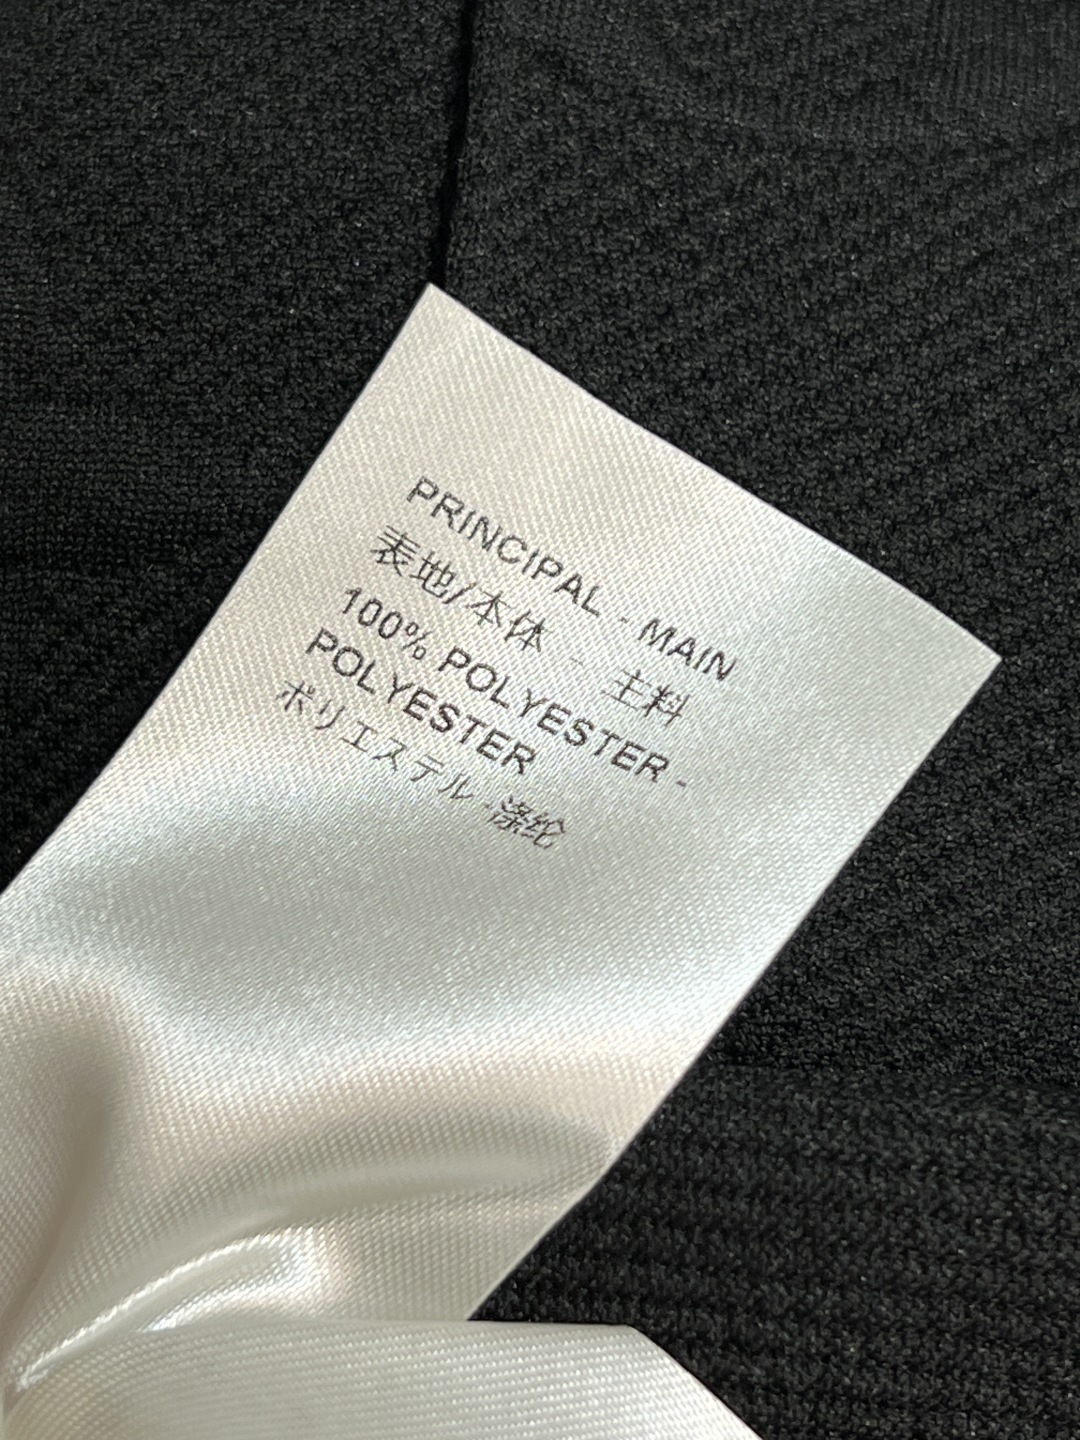 PRINCIPAL - MAIN
表地/本体 - 主料
100% POLYESTER -
POLYESTER
ポリエステル -涤纶